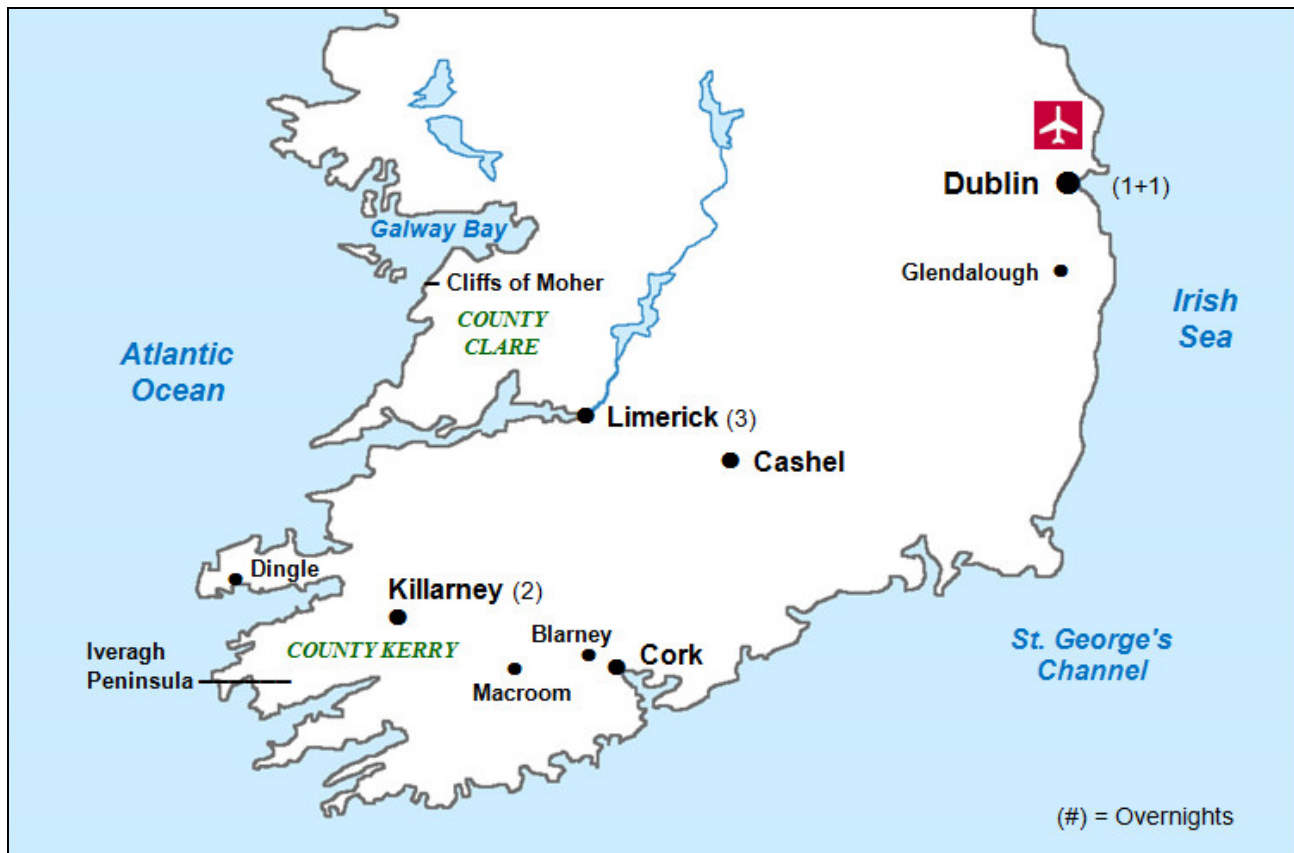 Dublin (1+1)
Galway Bay
Glendalough
Cliffs of Moher
Irish
Sea
COUNTY
CLARE
Atlantic
Ocean
Limerick (3)
Cashel
Dingle
Killarney (2)
Blarney
COUNTY KERRY
Cork
Iveragh
Peninsula
Macroom
St. George's
Channel
(#) = Overnights